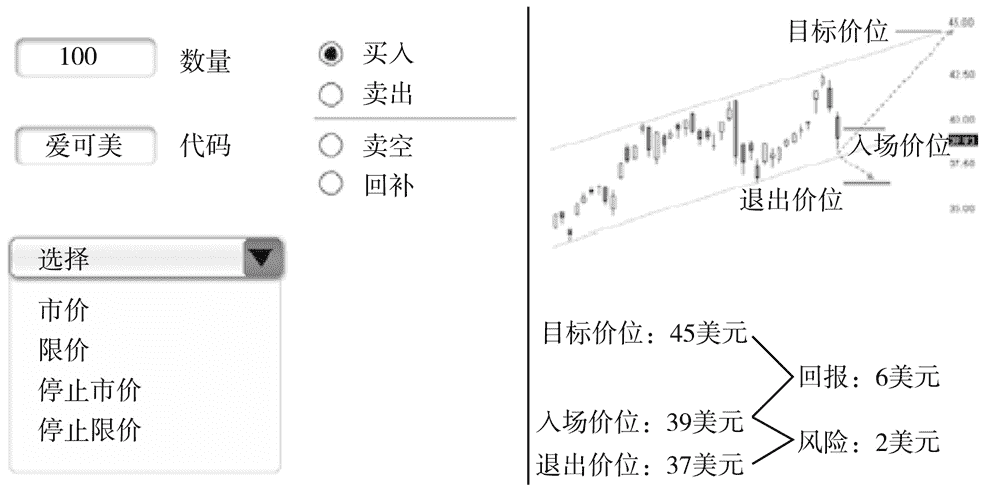 100 数量
爱可美 代码
买入
卖出
卖空
回补
选择
市价
限价
停止市价
停止限价
目标价位
45.00
42.50
40.00
入场价位
37.50
退出价位
35.00
目标价位：45美元
回报：6美元
入场价位：39美元
风险：2美元
退出价位：37美元